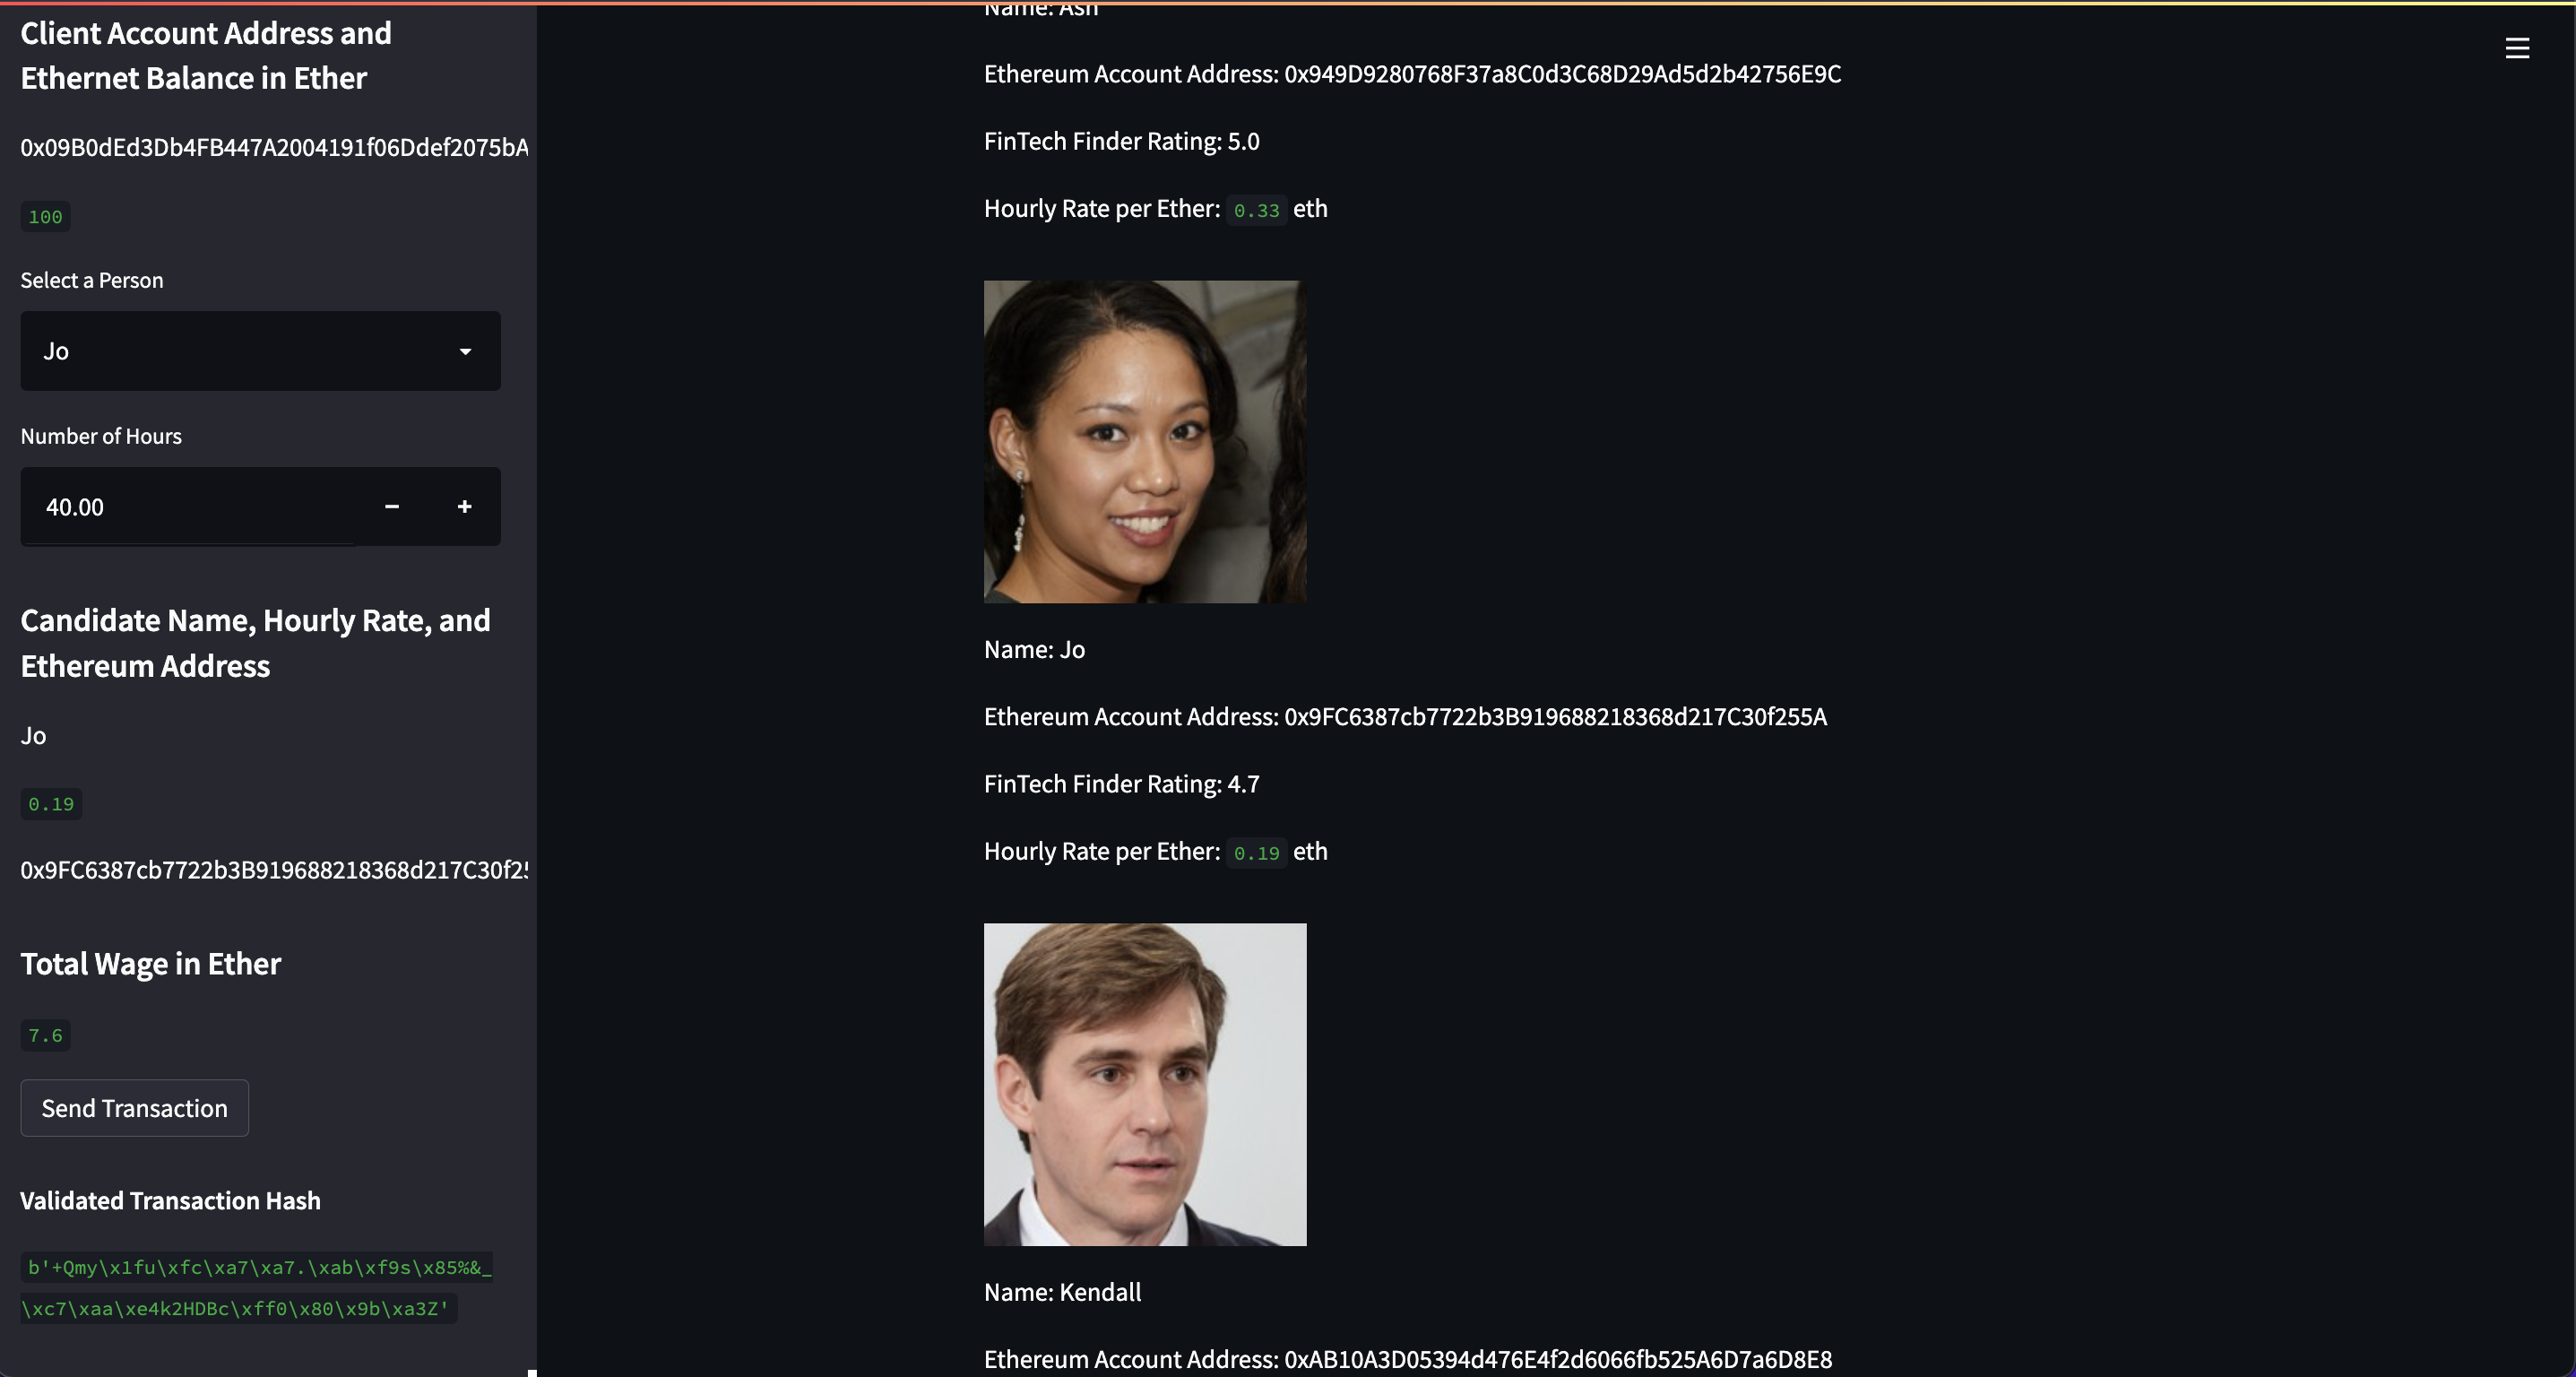 Client Account Address and
Ethernet Balance in Ether
0x09B0dEd3Db4FB447A2004191f06Ddef2075bA
100
Select a Person
Jo
Number of Hours
40.00
Candidate Name, Hourly Rate, and
Ethereum Address
Jo
0.19
0x9FC6387cb7722b3B919688218368d217C30f25
Total Wage in Ether
7.6
Send Transaction
Validated Transaction Hash
b'+Qmy\x1fu\xfc\xa7\xa7.\xab\xf9s\x85%&_
\xc7\xaa\xe4k2HDBc\xff0\x80\x9b\xa3Z'
Name: Ash
Ethereum Account Address: 0x949D9280768F37a8C0d3C68D29Ad5d2b42756E9C
FinTech Finder Rating: 5.0
Hourly Rate per Ether: 0.33 eth
Name: Jo
Ethereum Account Address: 0x9FC6387cb7722b3B919688218368d217C30f255A
FinTech Finder Rating: 4.7
Hourly Rate per Ether: 0.19 eth
Name: Kendall
Ethereum Account Address: 0xAB10A3D05394d476E4f2d6066fb525A6D7a6D8E8